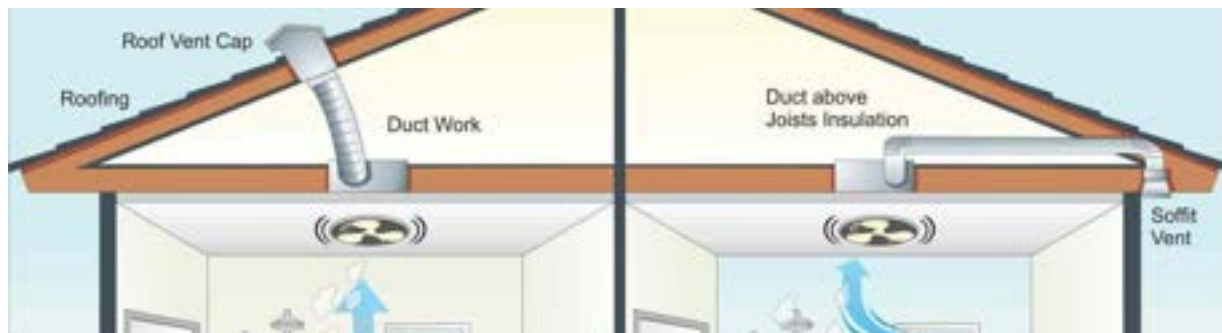 Roof Vent Cap
Roofing
Duct Work
Duct above
Joists Insulation
Soffit
Vent